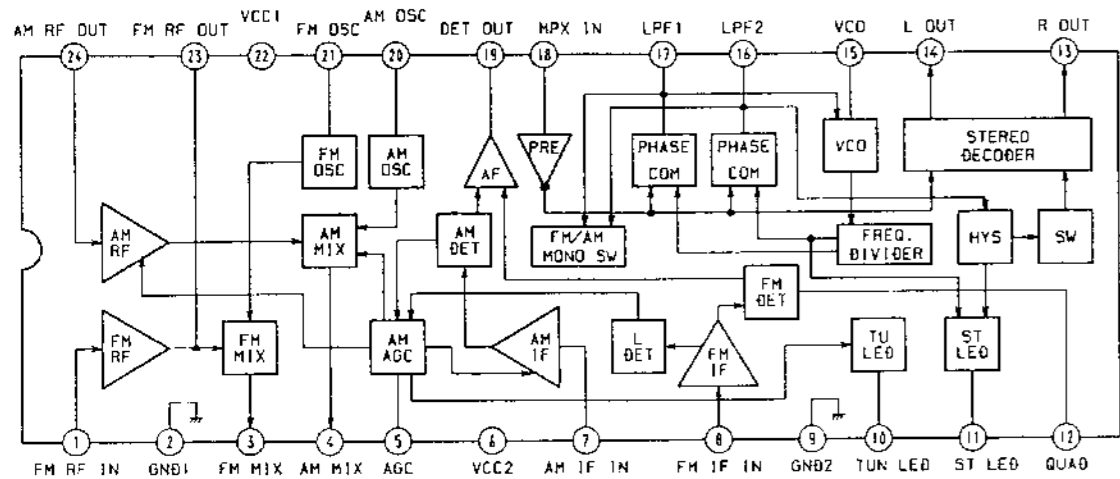 AM RF OUT FM RF OUT VCC1 FM OSC AM OSC DET OUT MPX IN LPF1 LPF2 VCO L OUT R OUT
24 23 22 21 20 19 18 17 16 15 14 13
FM
OSC
AM
OSC
AF
PRE
PHASE
COM
PHASE
COM
VCO
STEREO
DECODER
AM
RF
AM
MIX
AM
DET
FM/AM
MONO SW
FREQ.
DIVIDER
HYS
SW
FM
DET
FM
RF
FM
MIX
AM
AGC
AM
IF
L
DET
FM
IF
TU
LED
ST
LED
1 2 3 4 5 6 7 8 9 10 11 12
FM RF IN GND1 FM MIX AM MIX AGC VCC2 AM IF IN FM IF IN GND2 TUN LED ST LED QUAD